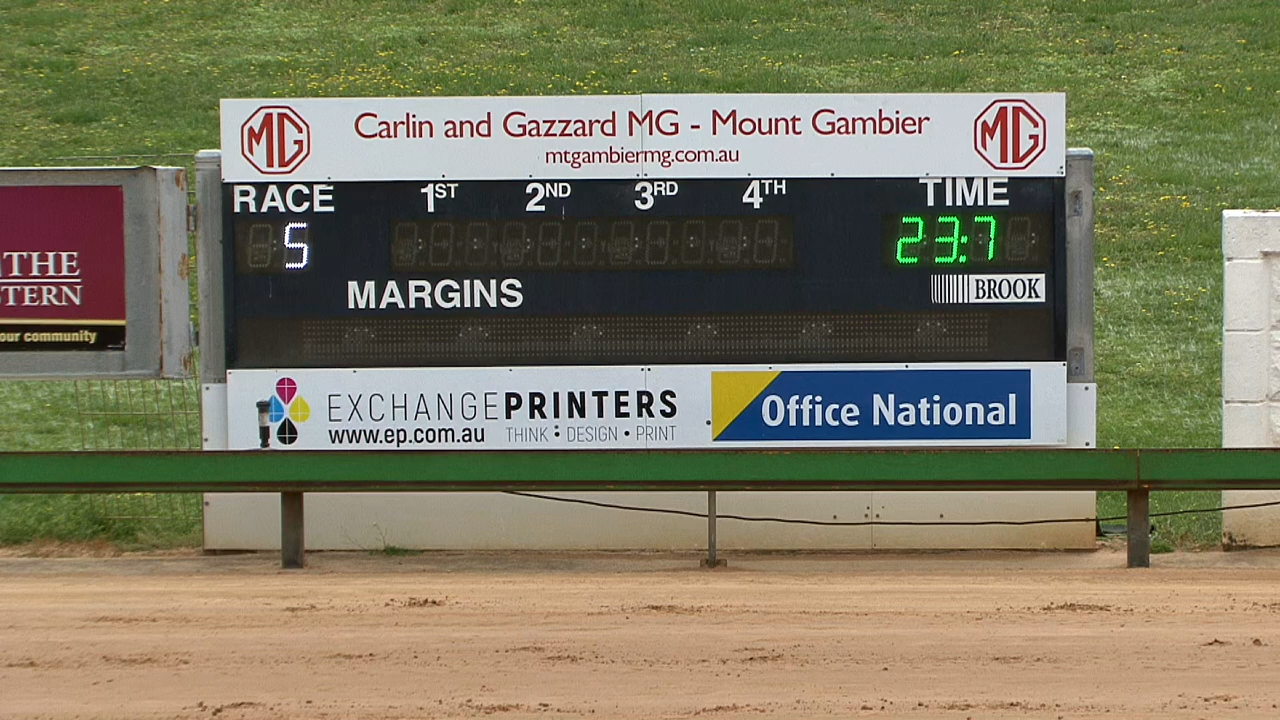 MG
Carlin and Gazzard MG - Mount Gambier
MG
mtgambiermg.com.au
RACE 1ST 2ND 3RD 4TH TIME
5 23:7
MARGINS
BROOK
THE
STERN
our community
EXCHANGEPRINTERS
www.ep.com.au THINK : DESIGN • PRINT
Office National